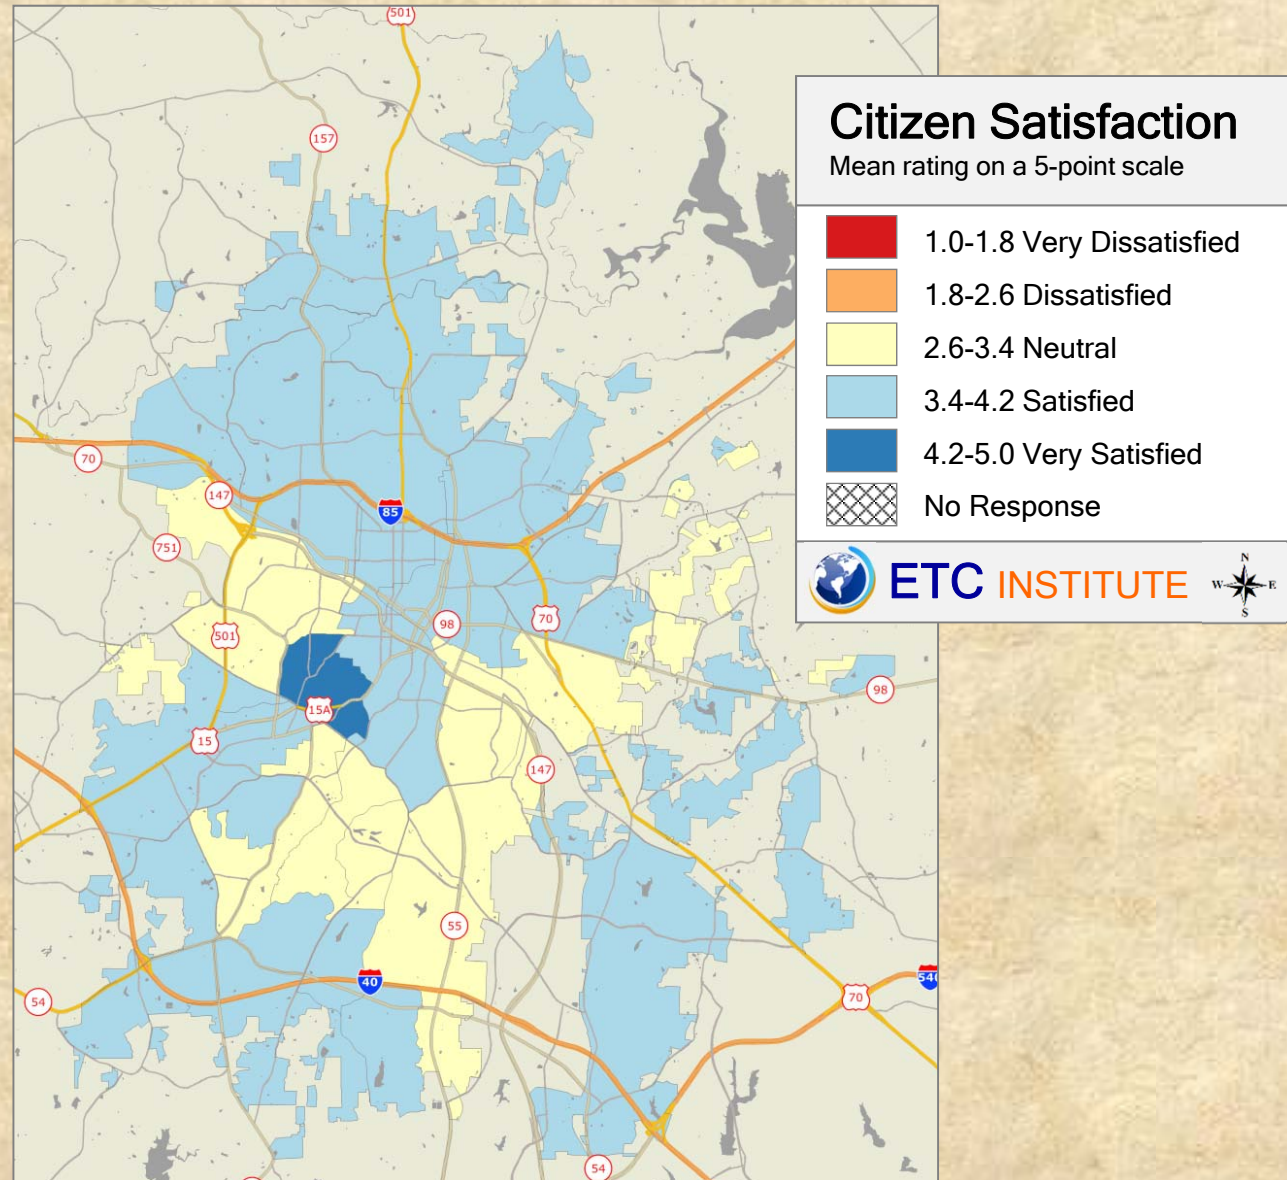 501
157
Citizen Satisfaction
Mean rating on a 5-point scale
1.0-1.8 Very Dissatisfied
1.8-2.6 Dissatisfied
2.6-3.4 Neutral
3.4-4.2 Satisfied
4.2-5.0 Very Satisfied
No Response
ETC INSTITUTE
N
W E
S
70
147
85
751
98
70
501
98
15A
15
147
55
40
540
54
70
54